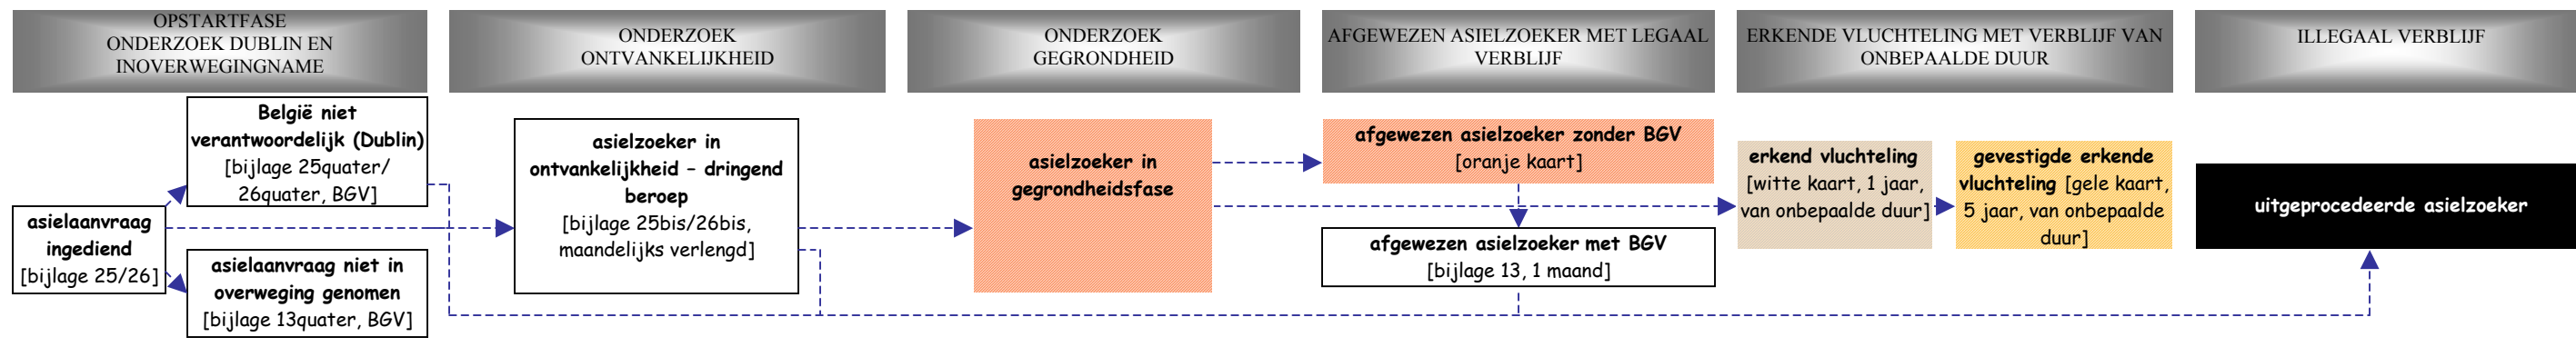 OPSTARTFASE
ONDERZOEK DUBLIN EN
INOVERWEGINGNAME
ONDERZOEK
ONTVANKELIJKHEID
ONDERZOEK
GEGRONDHEID
AFGEWEZEN ASIELZOEKER MET LEGAAL
VERBLIJF
ERKENDE VLUCHTELING MET VERBLIJF VAN
ONBEPAALDE DUUR
ILLEGAAL VERBLIJF
België niet
verantwoordelijk (Dublin)
[bijlage 25quater/
26quater, BGV]
asielaanvraag
ingediend
[bijlage 25/26]
asielaanvraag niet in
overweging genomen
[bijlage 13quater, BGV]
asielzoeker in
ontvankelijkheid – dringend
beroep
[bijlage 25bis/26bis,
maandelijks verlengd]
asielzoeker in
gegrondheidsfase
afgewezen asielzoeker zonder BGV
[oranje kaart]
afgewezen asielzoeker met BGV
[bijlage 13, 1 maand]
erkend vluchteling
[witte kaart, 1 jaar,
van onbepaalde duur]
gevestigde erkende
vluchteling [gele kaart,
5 jaar, van onbepaalde
duur]
uitgeprocedeerde asielzoeker